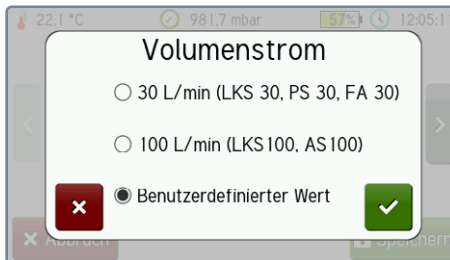 22,1 °C 981,7 mbar 57% 12:05:1
Volumenstrom
30 L/min (LKS 30, PS 30, FA 30)
100 L/min (LKS100, AS100)
Benutzerdefinierter Wert
Abbruch Speichern